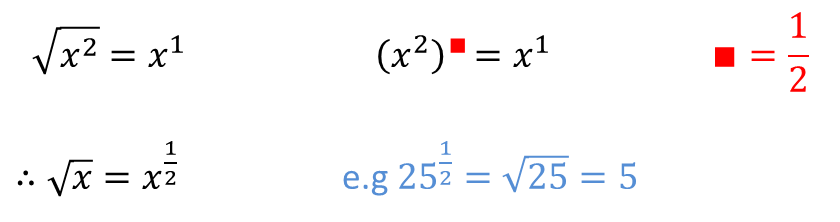 √x² = x¹ (x²)^■ = x¹ ■ = 1/2
∴ √x = x^(1/2) e.g 25^(1/2) = √25 = 5